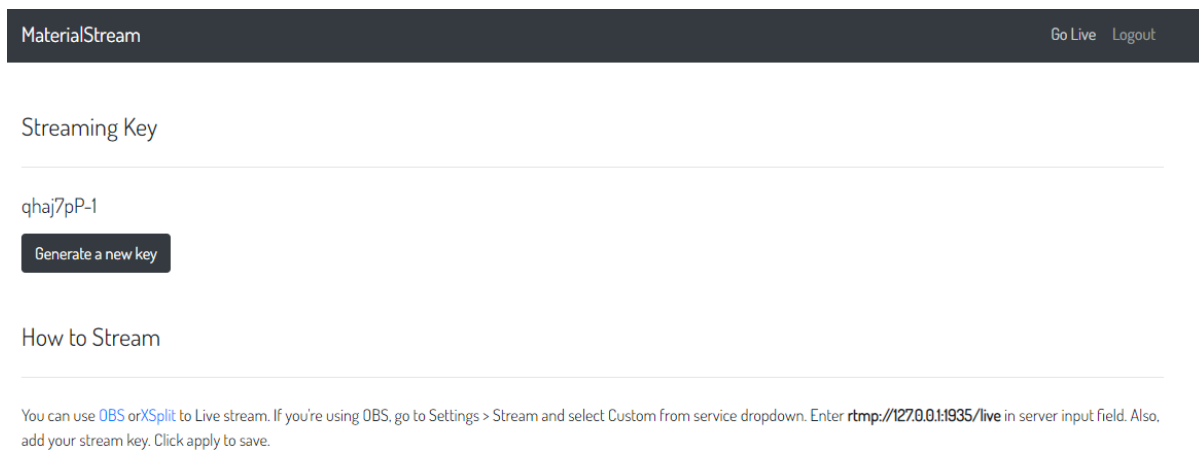 MaterialStream
Go Live Logout
Streaming Key
qhaj7pP-1
Generate a new key
How to Stream
You can use OBS orXSplit to Live stream. If you're using OBS, go to Settings > Stream and select Custom from service dropdown. Enter rtmp://127.0.0.1:1935/live in server input field. Also,
add your stream key. Click apply to save.